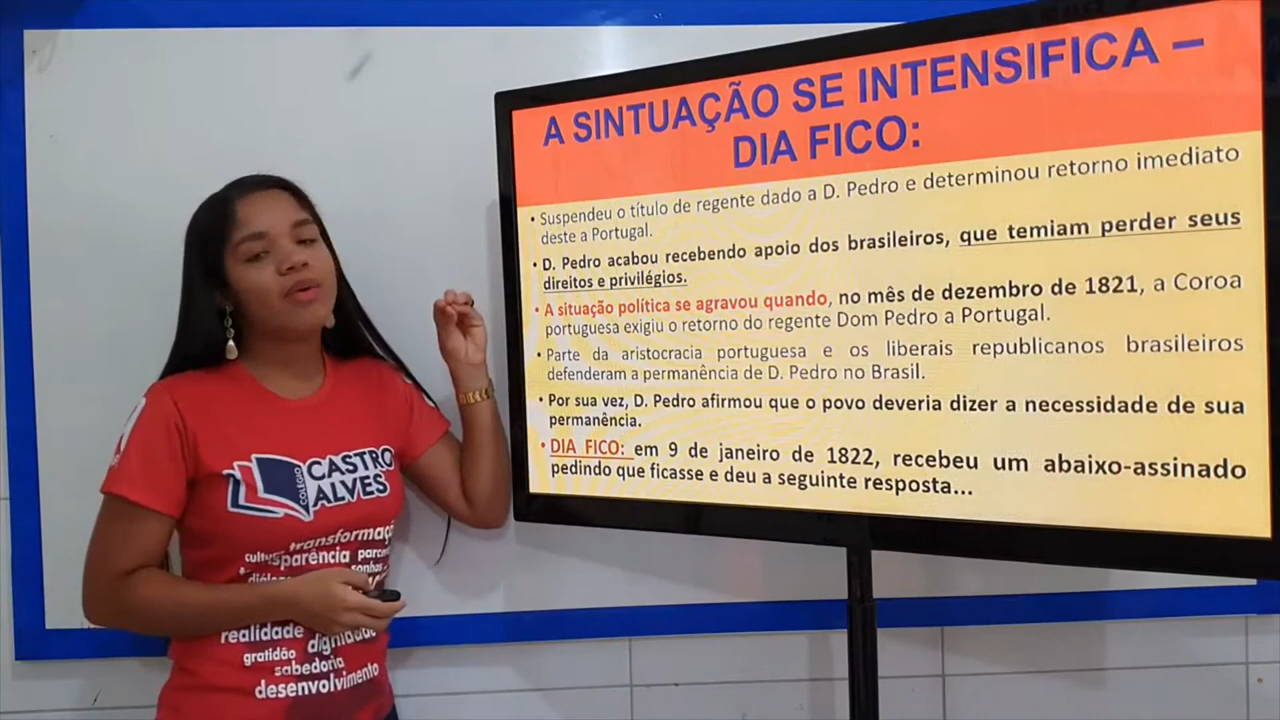 A SINTUAÇÃO SE INTENSIFICA –
DIA FICO:
• Suspendeu o título de regente dado a D. Pedro e determinou retorno imediato
deste a Portugal.
• D. Pedro acabou recebendo apoio dos brasileiros, que temiam perder seus
direitos e privilégios.
• A situação política se agravou quando, no mês de dezembro de 1821, a Coroa
portuguesa exigiu o retorno do regente Dom Pedro a Portugal.
• Parte da aristocracia portuguesa e os liberais republicanos brasileiros
defenderam a permanência de D. Pedro no Brasil.
• Por sua vez, D. Pedro afirmou que o povo deveria dizer a necessidade de sua
permanência.
• DIA FICO: em 9 de janeiro de 1822, recebeu um abaixo-assinado
pedindo que ficasse e deu a seguinte resposta...
COLÉGIO
CASTRO
ALVES
realidade dignidade
gratidão
sabedoria
desenvolvimento